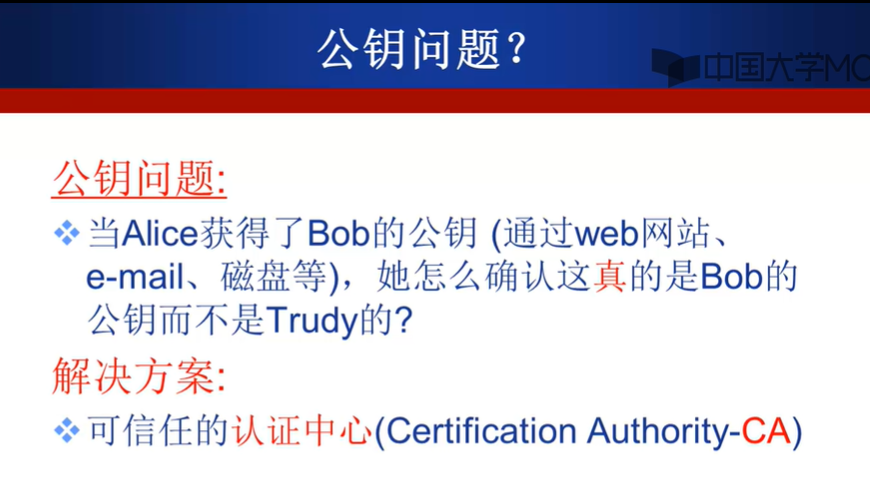 公钥问题？
中国大学MO
公钥问题:
❖当Alice获得了Bob的公钥 (通过web网站、
e-mail、磁盘等)，她怎么确认这真的是Bob的
公钥而不是Trudy的?
解决方案:
❖可信任的认证中心(Certification Authority-CA)